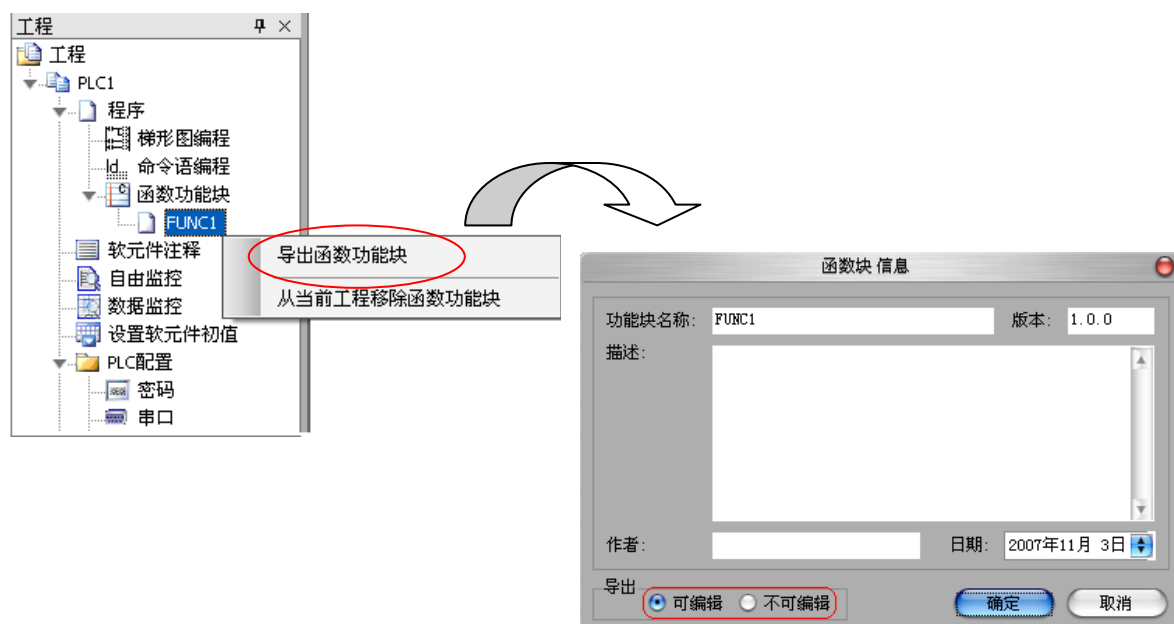 工程
工程
PLC1
程序
梯形图编程
命令语编程
函数功能块
FUNC1
软元件注释
自由监控
数据监控
设置软元件初值
PLC配置
密码
串口
导出函数功能块
从当前工程移除函数功能块
函数块 信息
功能块名称: FUNC1 版本: 1.0.0
描述:
作者: 日期: 2007年11月 3日
导出
可编辑 不可编辑 确定 取消